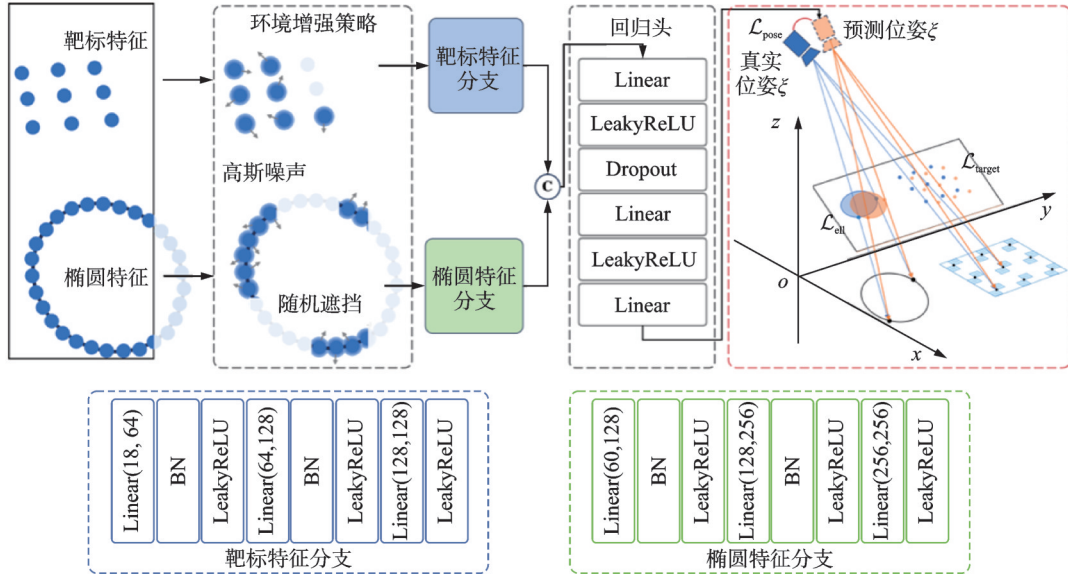 靶标特征
椭圆特征
环境增强策略
高斯噪声
随机遮挡
靶标特征
分支
椭圆特征
分支
C
回归头
Linear
LeakyReLU
Dropout
Linear
LeakyReLU
Linear
ℒpose
预测位姿ξ
真实
位姿ξ
z
ℒtarget
ℒell
y
o
x
Linear(18, 64)
BN
LeakyReLU
Linear(64,128)
BN
LeakyReLU
Linear(128,128)
LeakyReLU
靶标特征分支
Linear(60,128)
BN
LeakyReLU
Linear(128,256)
BN
LeakyReLU
Linear(256,256)
LeakyReLU
椭圆特征分支